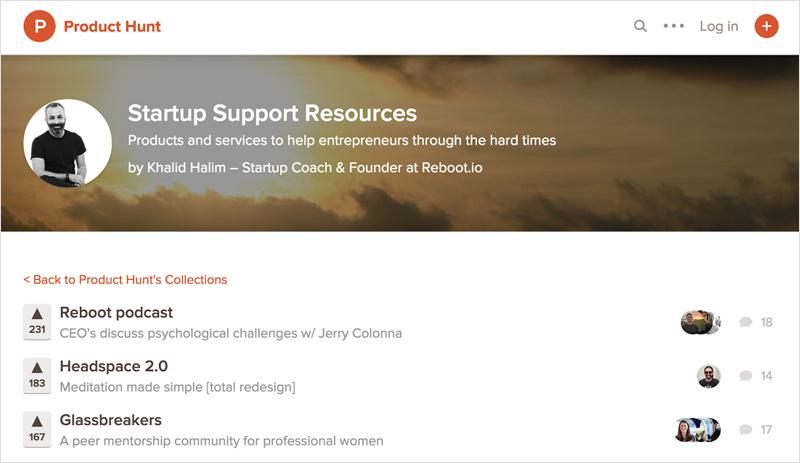 P Product Hunt
Log in
Startup Support Resources
Products and services to help entrepreneurs through the hard times
by Khalid Halim – Startup Coach & Founder at Reboot.io
< Back to Product Hunt's Collections
Reboot podcast
231
CEO's discuss psychological challenges w/ Jerry Colonna
18
Headspace 2.0
183
Meditation made simple [total redesign]
14
Glassbreakers
167
A peer mentorship community for professional women
17